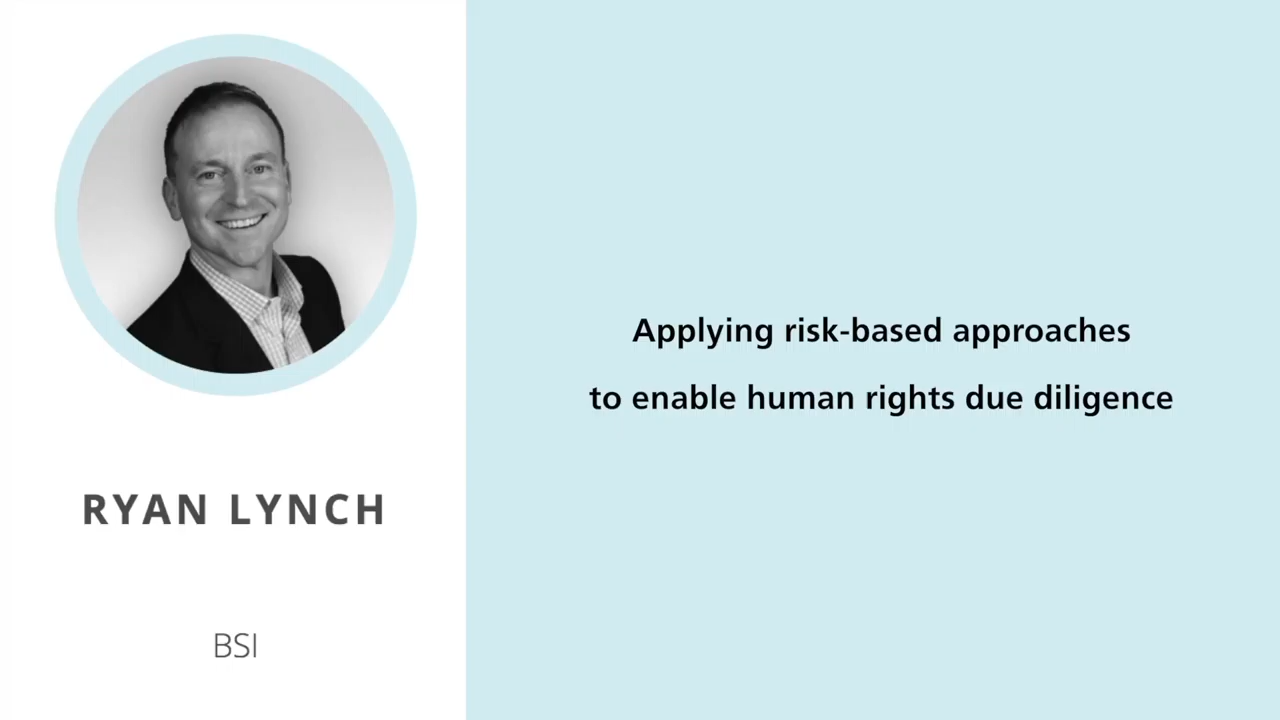 RYAN LYNCH
BSI
Applying risk-based approaches
to enable human rights due diligence